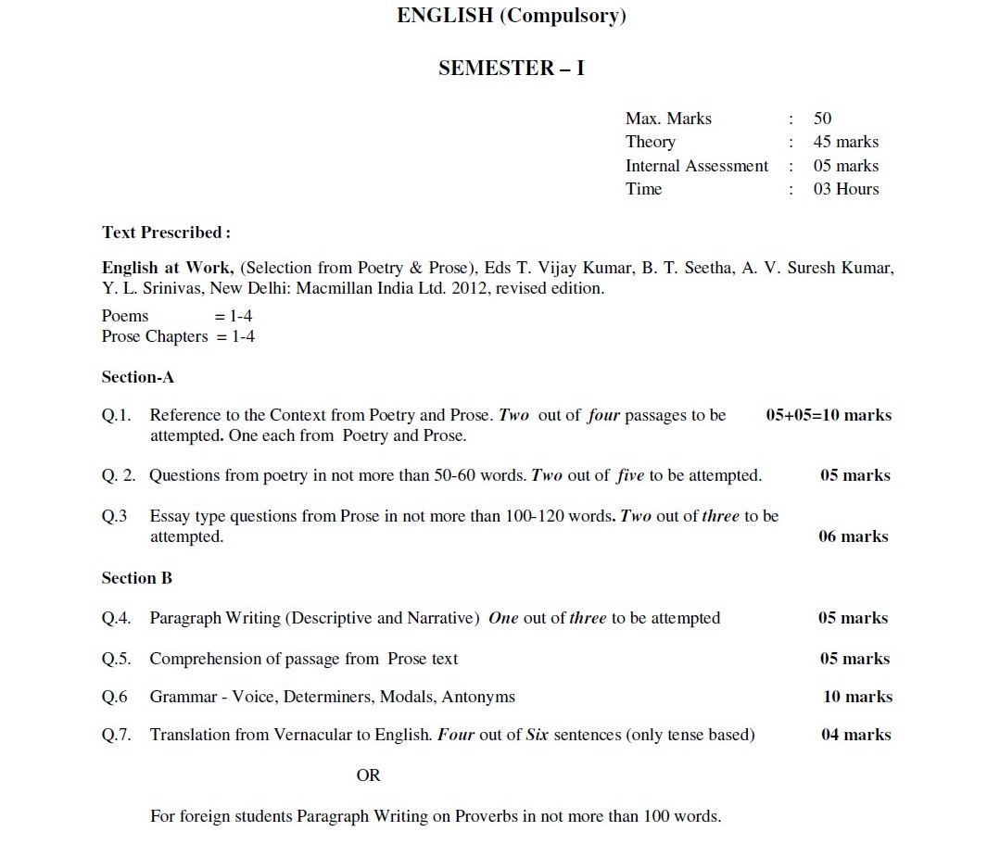 ENGLISH (Compulsory)
SEMESTER – I
Max. Marks : 50
Theory : 45 marks
Internal Assessment : 05 marks
Time : 03 Hours
Text Prescribed :
English at Work, (Selection from Poetry & Prose), Eds T. Vijay Kumar, B. T. Seetha, A. V. Suresh Kumar,
Y. L. Srinivas, New Delhi: Macmillan India Ltd. 2012, revised edition.
Poems = 1-4
Prose Chapters = 1-4
Section-A
Q.1. Reference to the Context from Poetry and Prose. Two out of four passages to be 05+05=10 marks
attempted. One each from Poetry and Prose.
Q. 2. Questions from poetry in not more than 50-60 words. Two out of five to be attempted. 05 marks
Q.3 Essay type questions from Prose in not more than 100-120 words. Two out of three to be
attempted. 06 marks
Section B
Q.4. Paragraph Writing (Descriptive and Narrative) One out of three to be attempted 05 marks
Q.5. Comprehension of passage from Prose text 05 marks
Q.6 Grammar - Voice, Determiners, Modals, Antonyms 10 marks
Q.7. Translation from Vernacular to English. Four out of Six sentences (only tense based) 04 marks
OR
For foreign students Paragraph Writing on Proverbs in not more than 100 words.